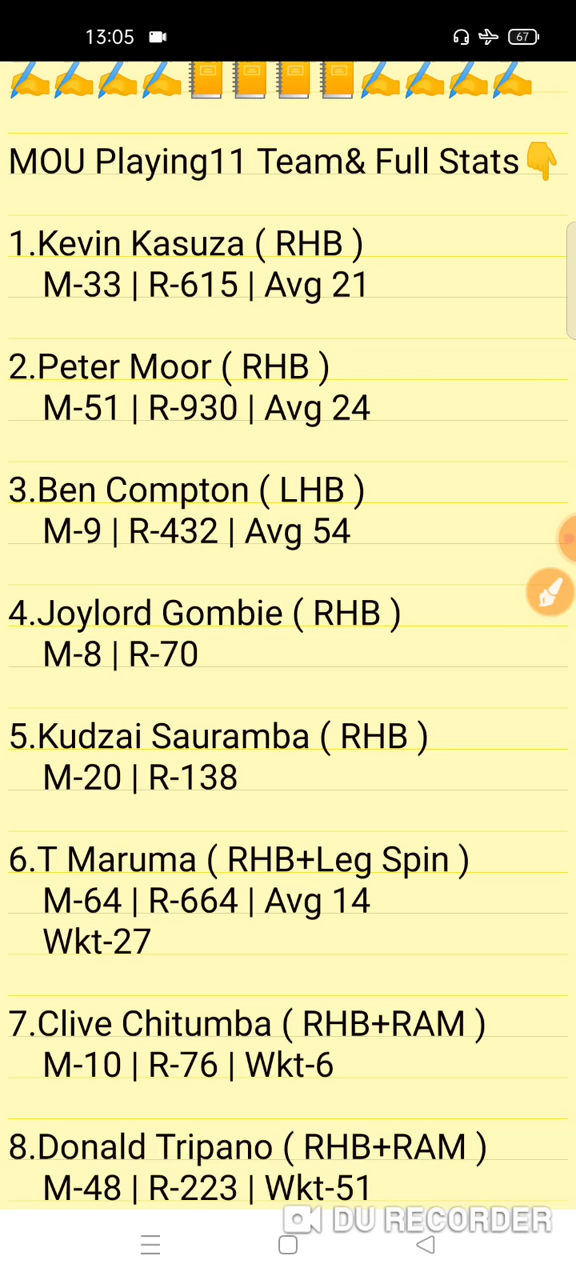 13:05
67
MOU Playing11 Team& Full Stats👇
1.Kevin Kasuza ( RHB )
M-33 | R-615 | Avg 21
2.Peter Moor ( RHB )
M-51 | R-930 | Avg 24
3.Ben Compton ( LHB )
M-9 | R-432 | Avg 54
4.Joylord Gombie ( RHB )
M-8 | R-70
5.Kudzai Sauramba ( RHB )
M-20 | R-138
6.T Maruma ( RHB+Leg Spin )
M-64 | R-664 | Avg 14
Wkt-27
7.Clive Chitumba ( RHB+RAM )
M-10 | R-76 | Wkt-6
8.Donald Tripano ( RHB+RAM )
M-48 | R-223 | Wkt-51
DU RECORDER